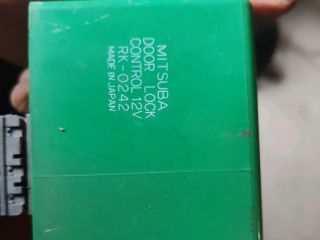 MITSUBA
DOOR LOCK
CONTROL 12V
RK-0242
MADE IN JAPAN